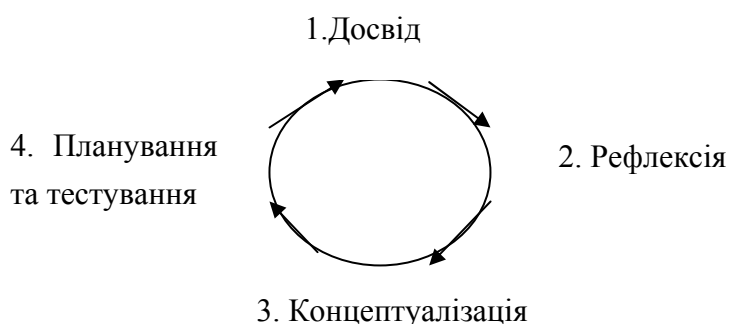 1.Досвід
2. Рефлексія
3. Концептуалізація
4. Планування
та тестування